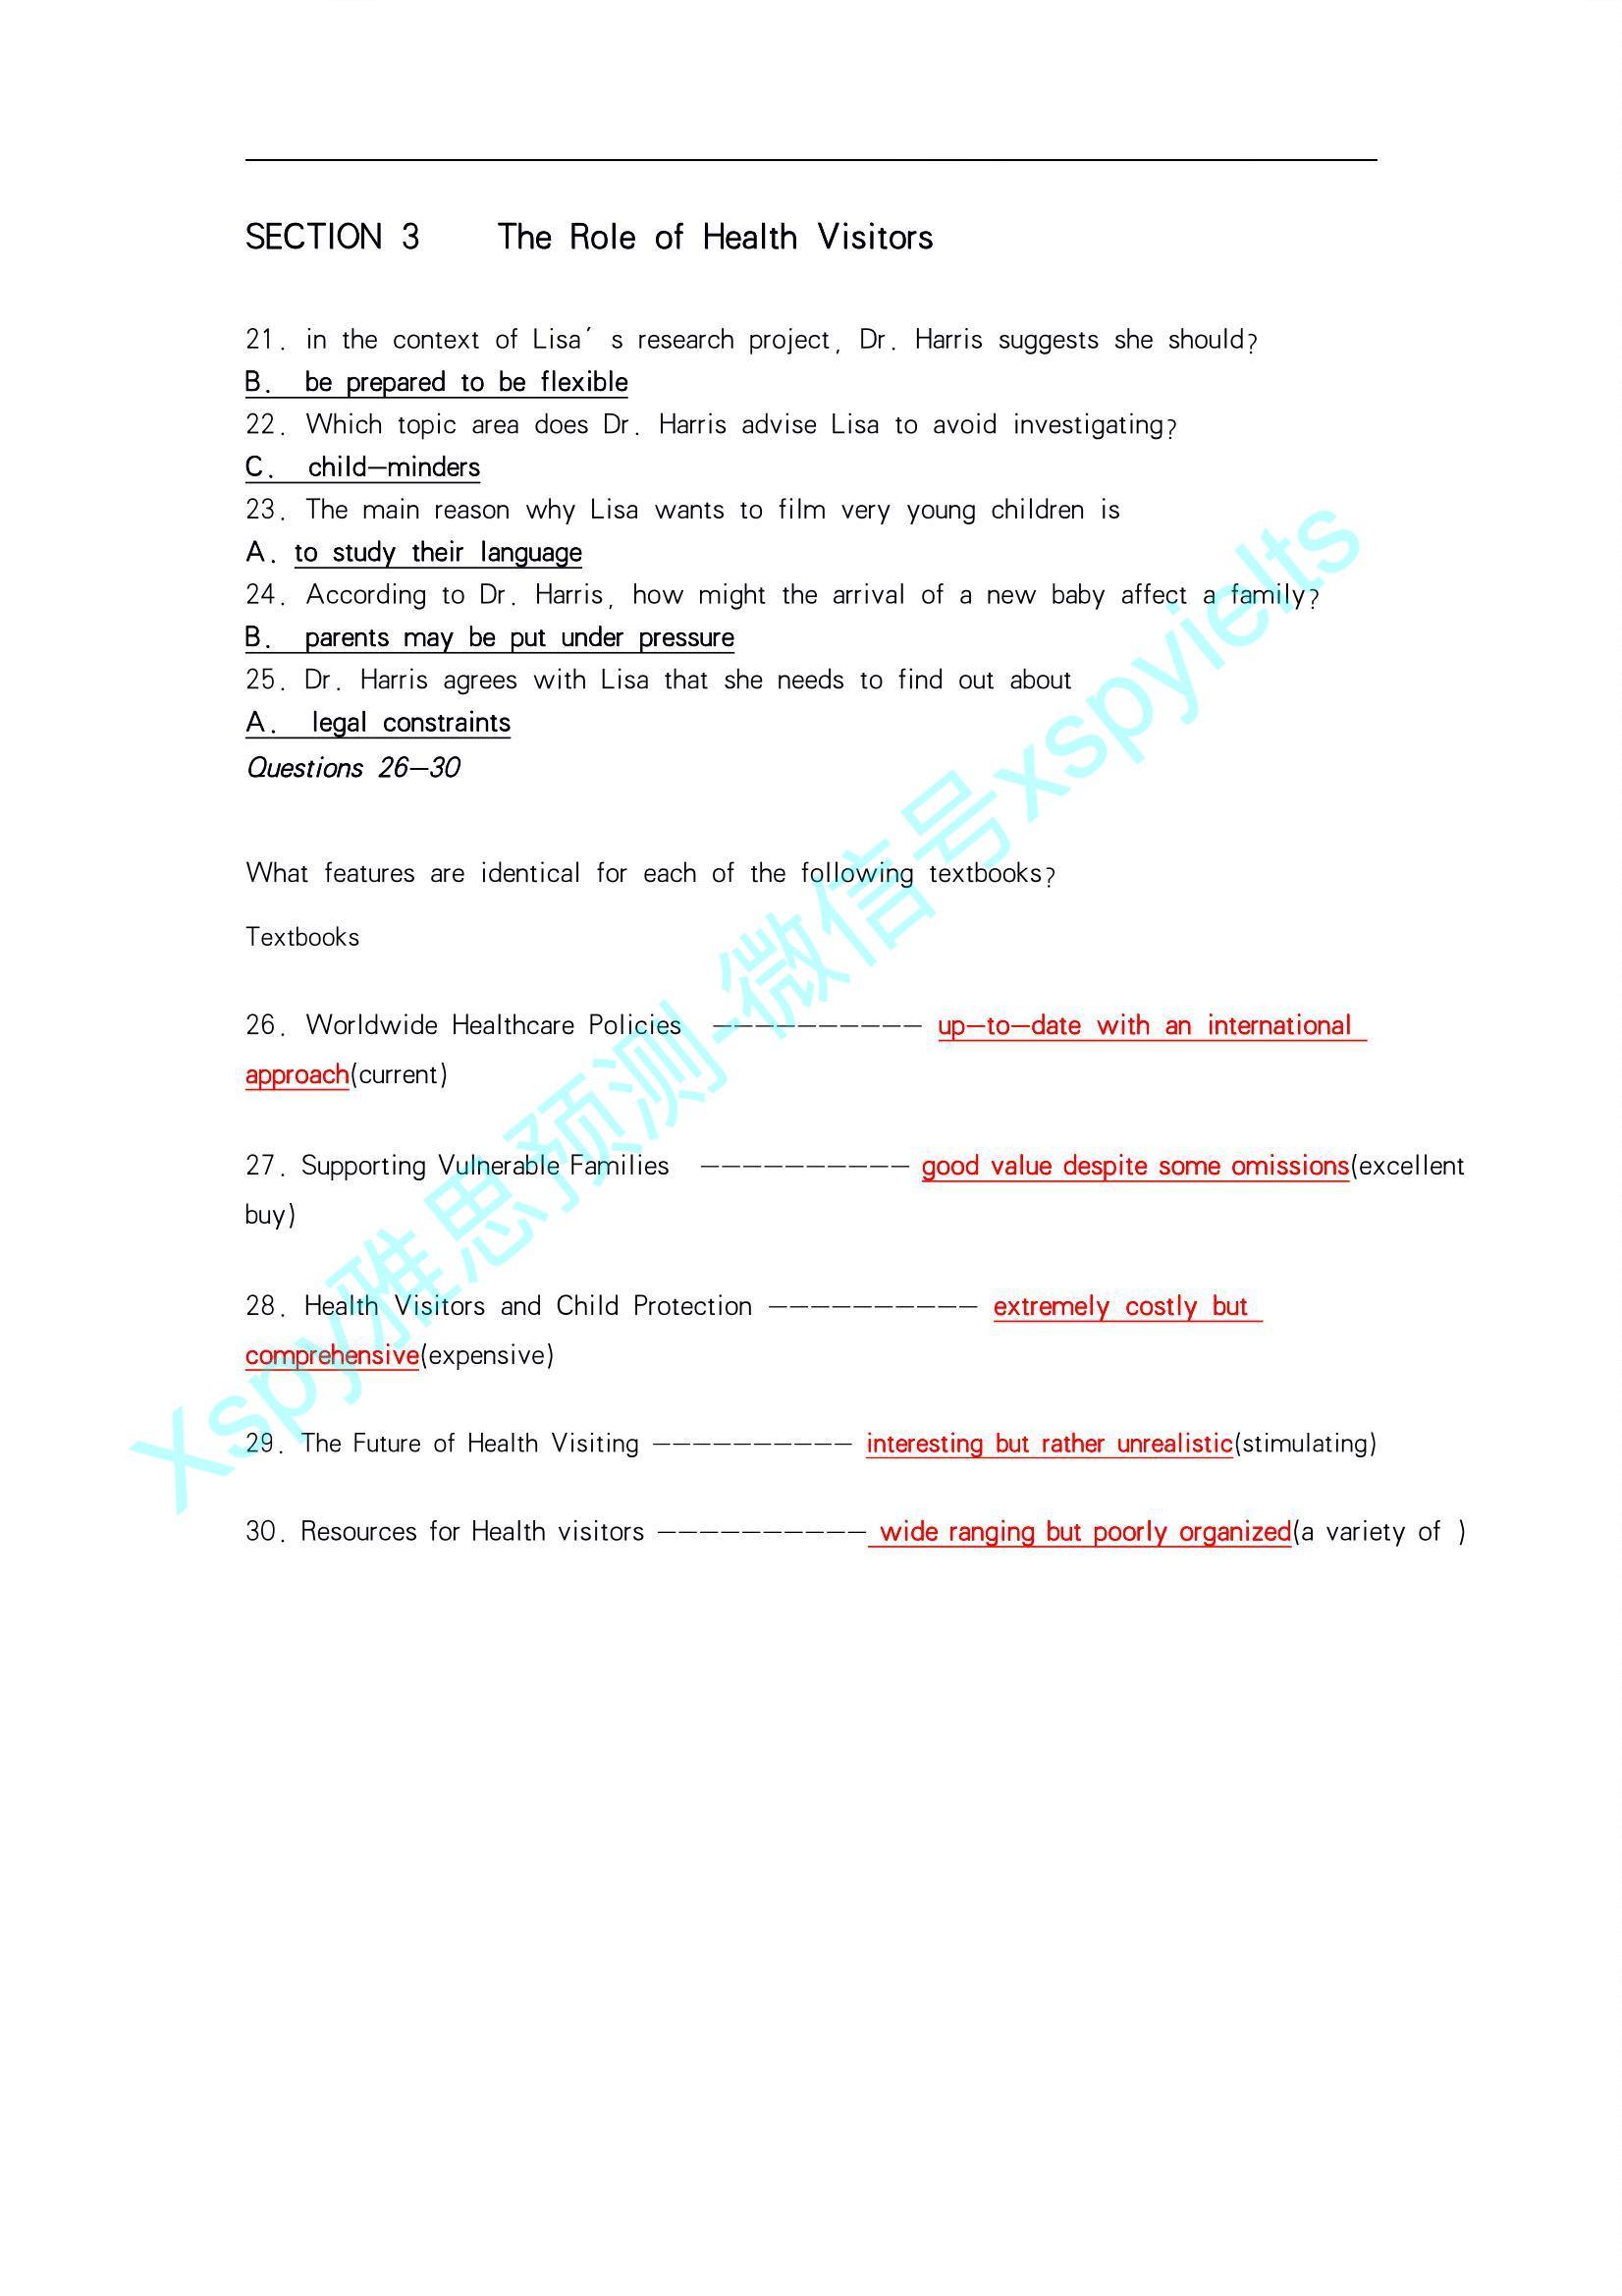 SECTION 3 The Role of Health Visitors
21. in the context of Lisa´ s research project, Dr. Harris suggests she should?
B. be prepared to be flexible
22. Which topic area does Dr. Harris advise Lisa to avoid investigating?
C. child-minders
23. The main reason why Lisa wants to film very young children is
A. to study their language
24. According to Dr. Harris, how might the arrival of a new baby affect a family?
B. parents may be put under pressure
25. Dr. Harris agrees with Lisa that she needs to find out about
A. legal constraints
Questions 26-30
What features are identical for each of the following textbooks?
Textbooks
26. Worldwide Healthcare Policies ---------- up-to-date with an international
approach(current)
27. Supporting Vulnerable Families ---------- good value despite some omissions(excellent
buy)
28. Health Visitors and Child Protection ---------- extremely costly but
comprehensive(expensive)
29. The Future of Health Visiting ---------- interesting but rather unrealistic(stimulating)
30. Resources for Health visitors ---------- wide ranging but poorly organized(a variety of )
Xspy雅思预测-微信号xspyielts